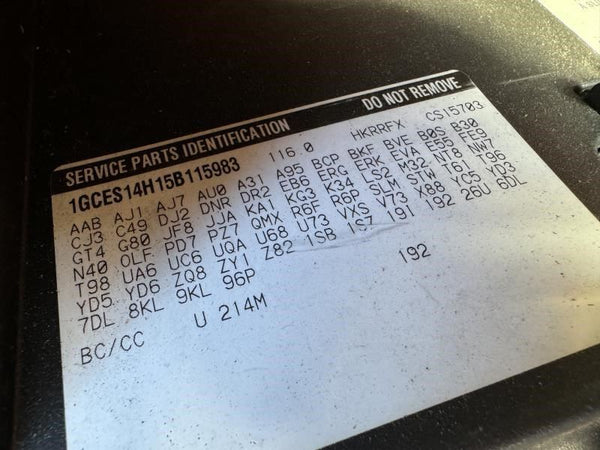 SERVICE PARTS IDENTIFICATION DO NOT REMOVE
1GCES14H15B115983 116.0 HKRRFX CS15703
AAB AJ1 AJ7 AU0 A31 A95 BCP BKF BVE B0S B30
CJ3 C49 DJ2 DNR DR2 EB6 ERG ERK EVA E55 FE9
GT4 G80 JF8 JJA KA1 KG3 K34 LS2 M32 NT8 NW7
N40 OLF PD7 PZ7 QMX R6F R6S SLM STW T61 T96
T98 UA6 UC6 UQA U68 U73 VXS V73 X88 YC5 YD3
YD5 YD6 ZQ8 ZY1 Z82 1SB 1S7 191 192 26U 6DL
7DL 8KL 9KL 96P
192
BC/CC U 214M